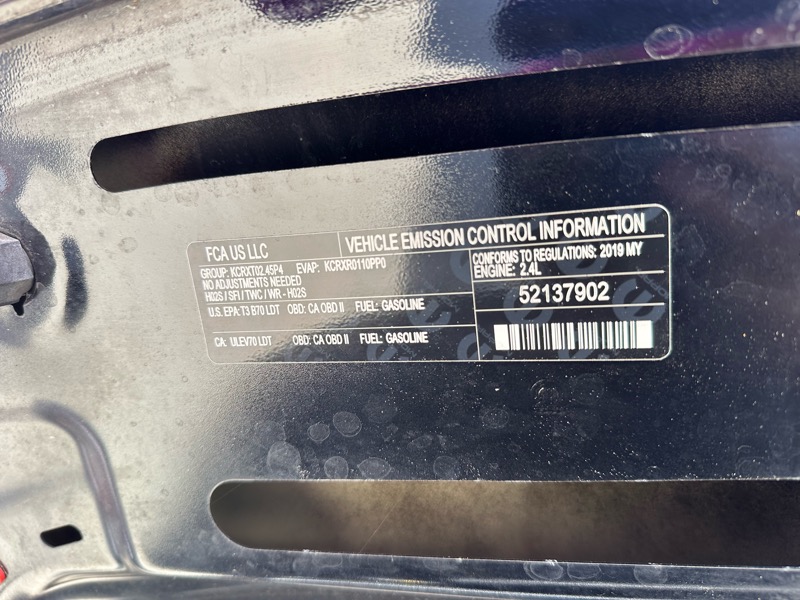 FCA US LLC
VEHICLE EMISSION CONTROL INFORMATION
GROUP: KCRXT02.45P4 EVAP: KCRXR0110PP0
NO ADJUSTMENTS NEEDED
HO2S / SFI / TWC / WR - HO2S
U.S. EPA: T3 B70 LDT OBD: CA OBD II FUEL: GASOLINE
CA: ULEV70 LDT OBD: CA OBD II FUEL: GASOLINE
CONFORMS TO REGULATIONS: 2019 MY
ENGINE: 2.4L
52137902